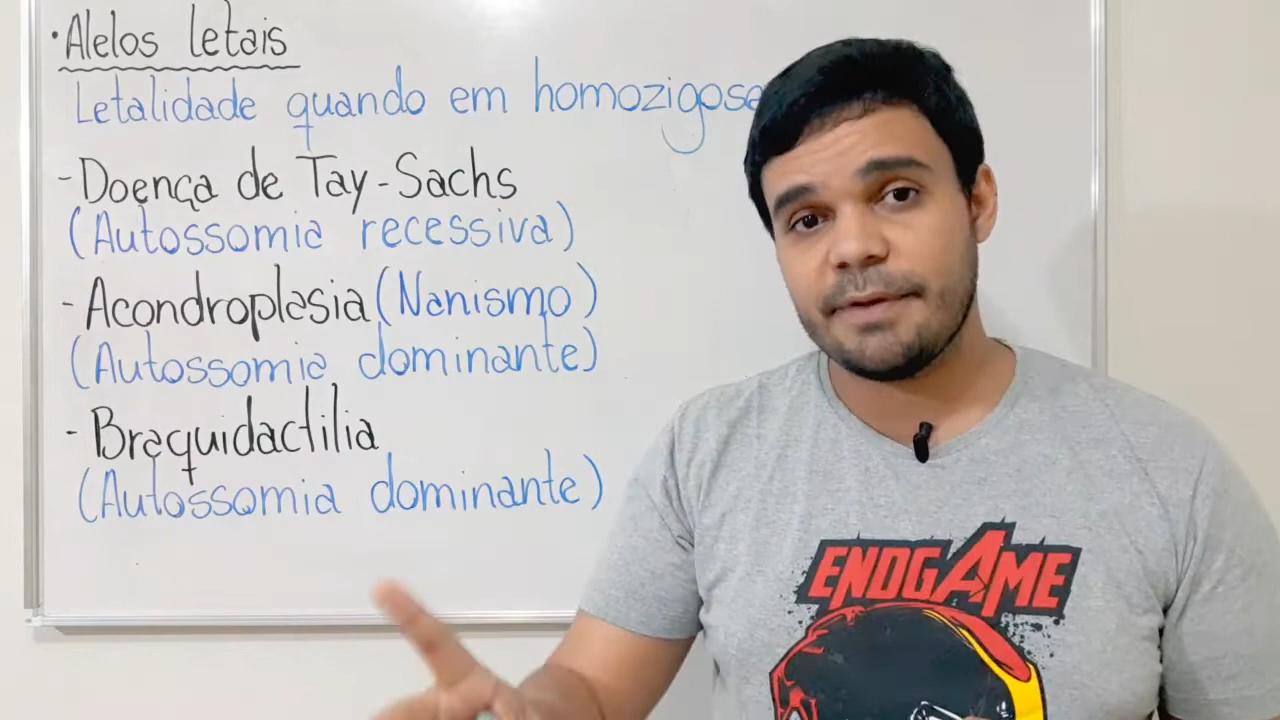 · Alelos letais
Letalidade quando em homozigose
- Doença de Tay-Sachs
(Autossomia recessiva)
- Acondroplasia (Nanismo)
(Autossomia dominante)
- Braquidactilia
(Autossomia dominante)
ENDGAME